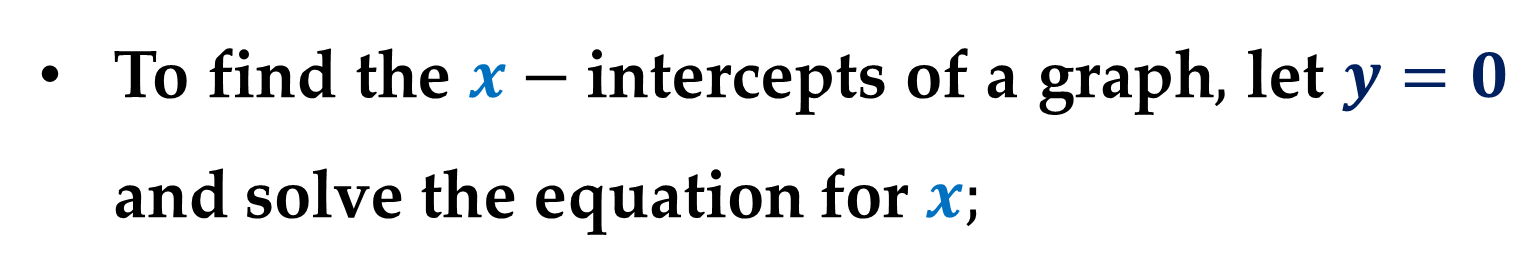 • To find the x − intercepts of a graph, let y = 0
and solve the equation for x;